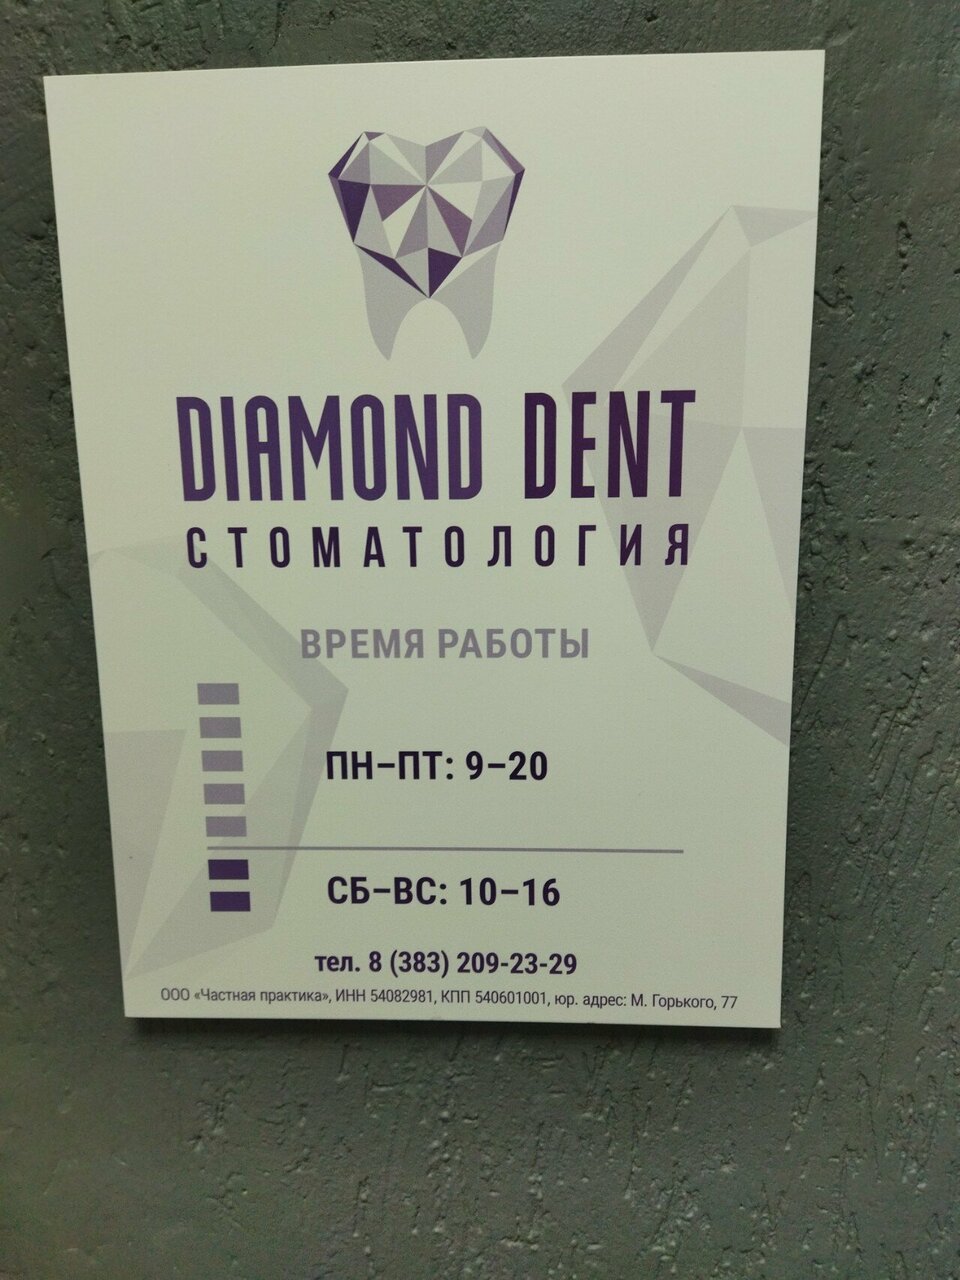 DIAMOND DENT
СТОМАТОЛОГИЯ
ВРЕМЯ РАБОТЫ
ПН–ПТ: 9–20
СБ–ВС: 10–16
тел. 8 (383) 209-23-29
ООО «Частная практика», ИНН 54082981, КПП 540601001, юр. адрес: М. Горького, 77